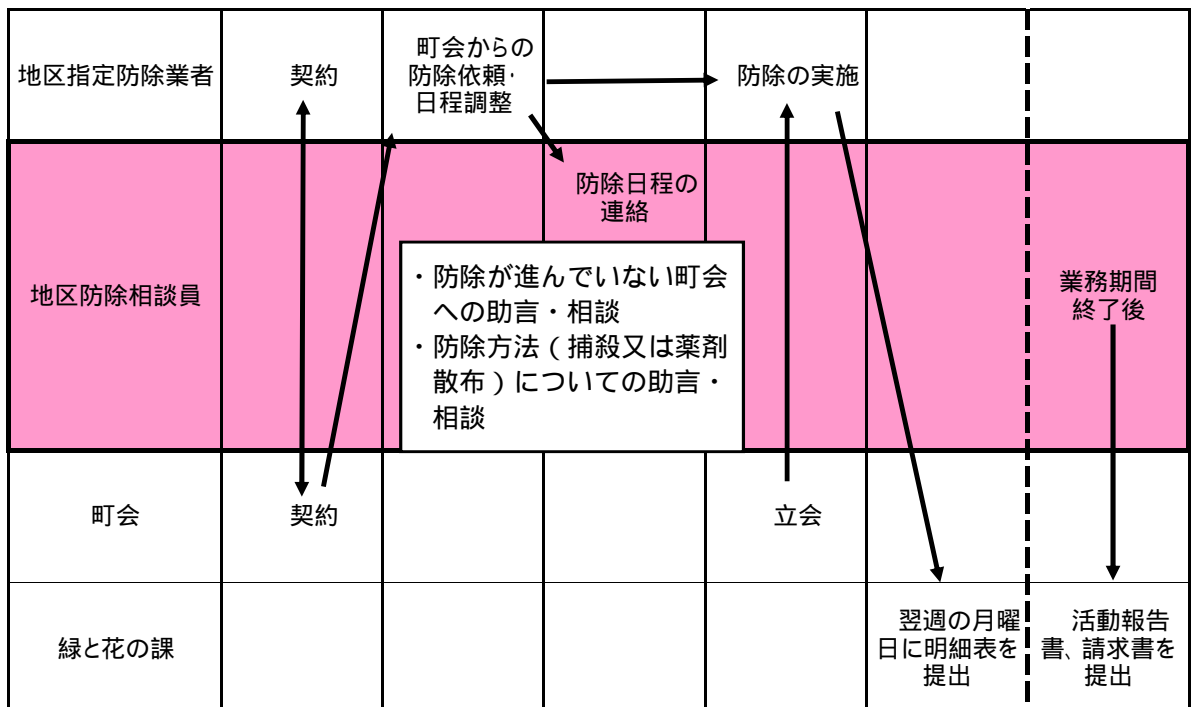 地区指定防除業者
契約
町会からの
防除依頼・
日程調整
防除の実施
地区防除相談員
防除日程の
連絡
・防除が進んでいない町会
への助言・相談
・防除方法（捕殺又は薬剤
散布）についての助言・
相談
業務期間
終了後
町会
契約
立会
緑と花の課
翌週の月曜
日に明細表を
提出
活動報告
書、請求書を
提出